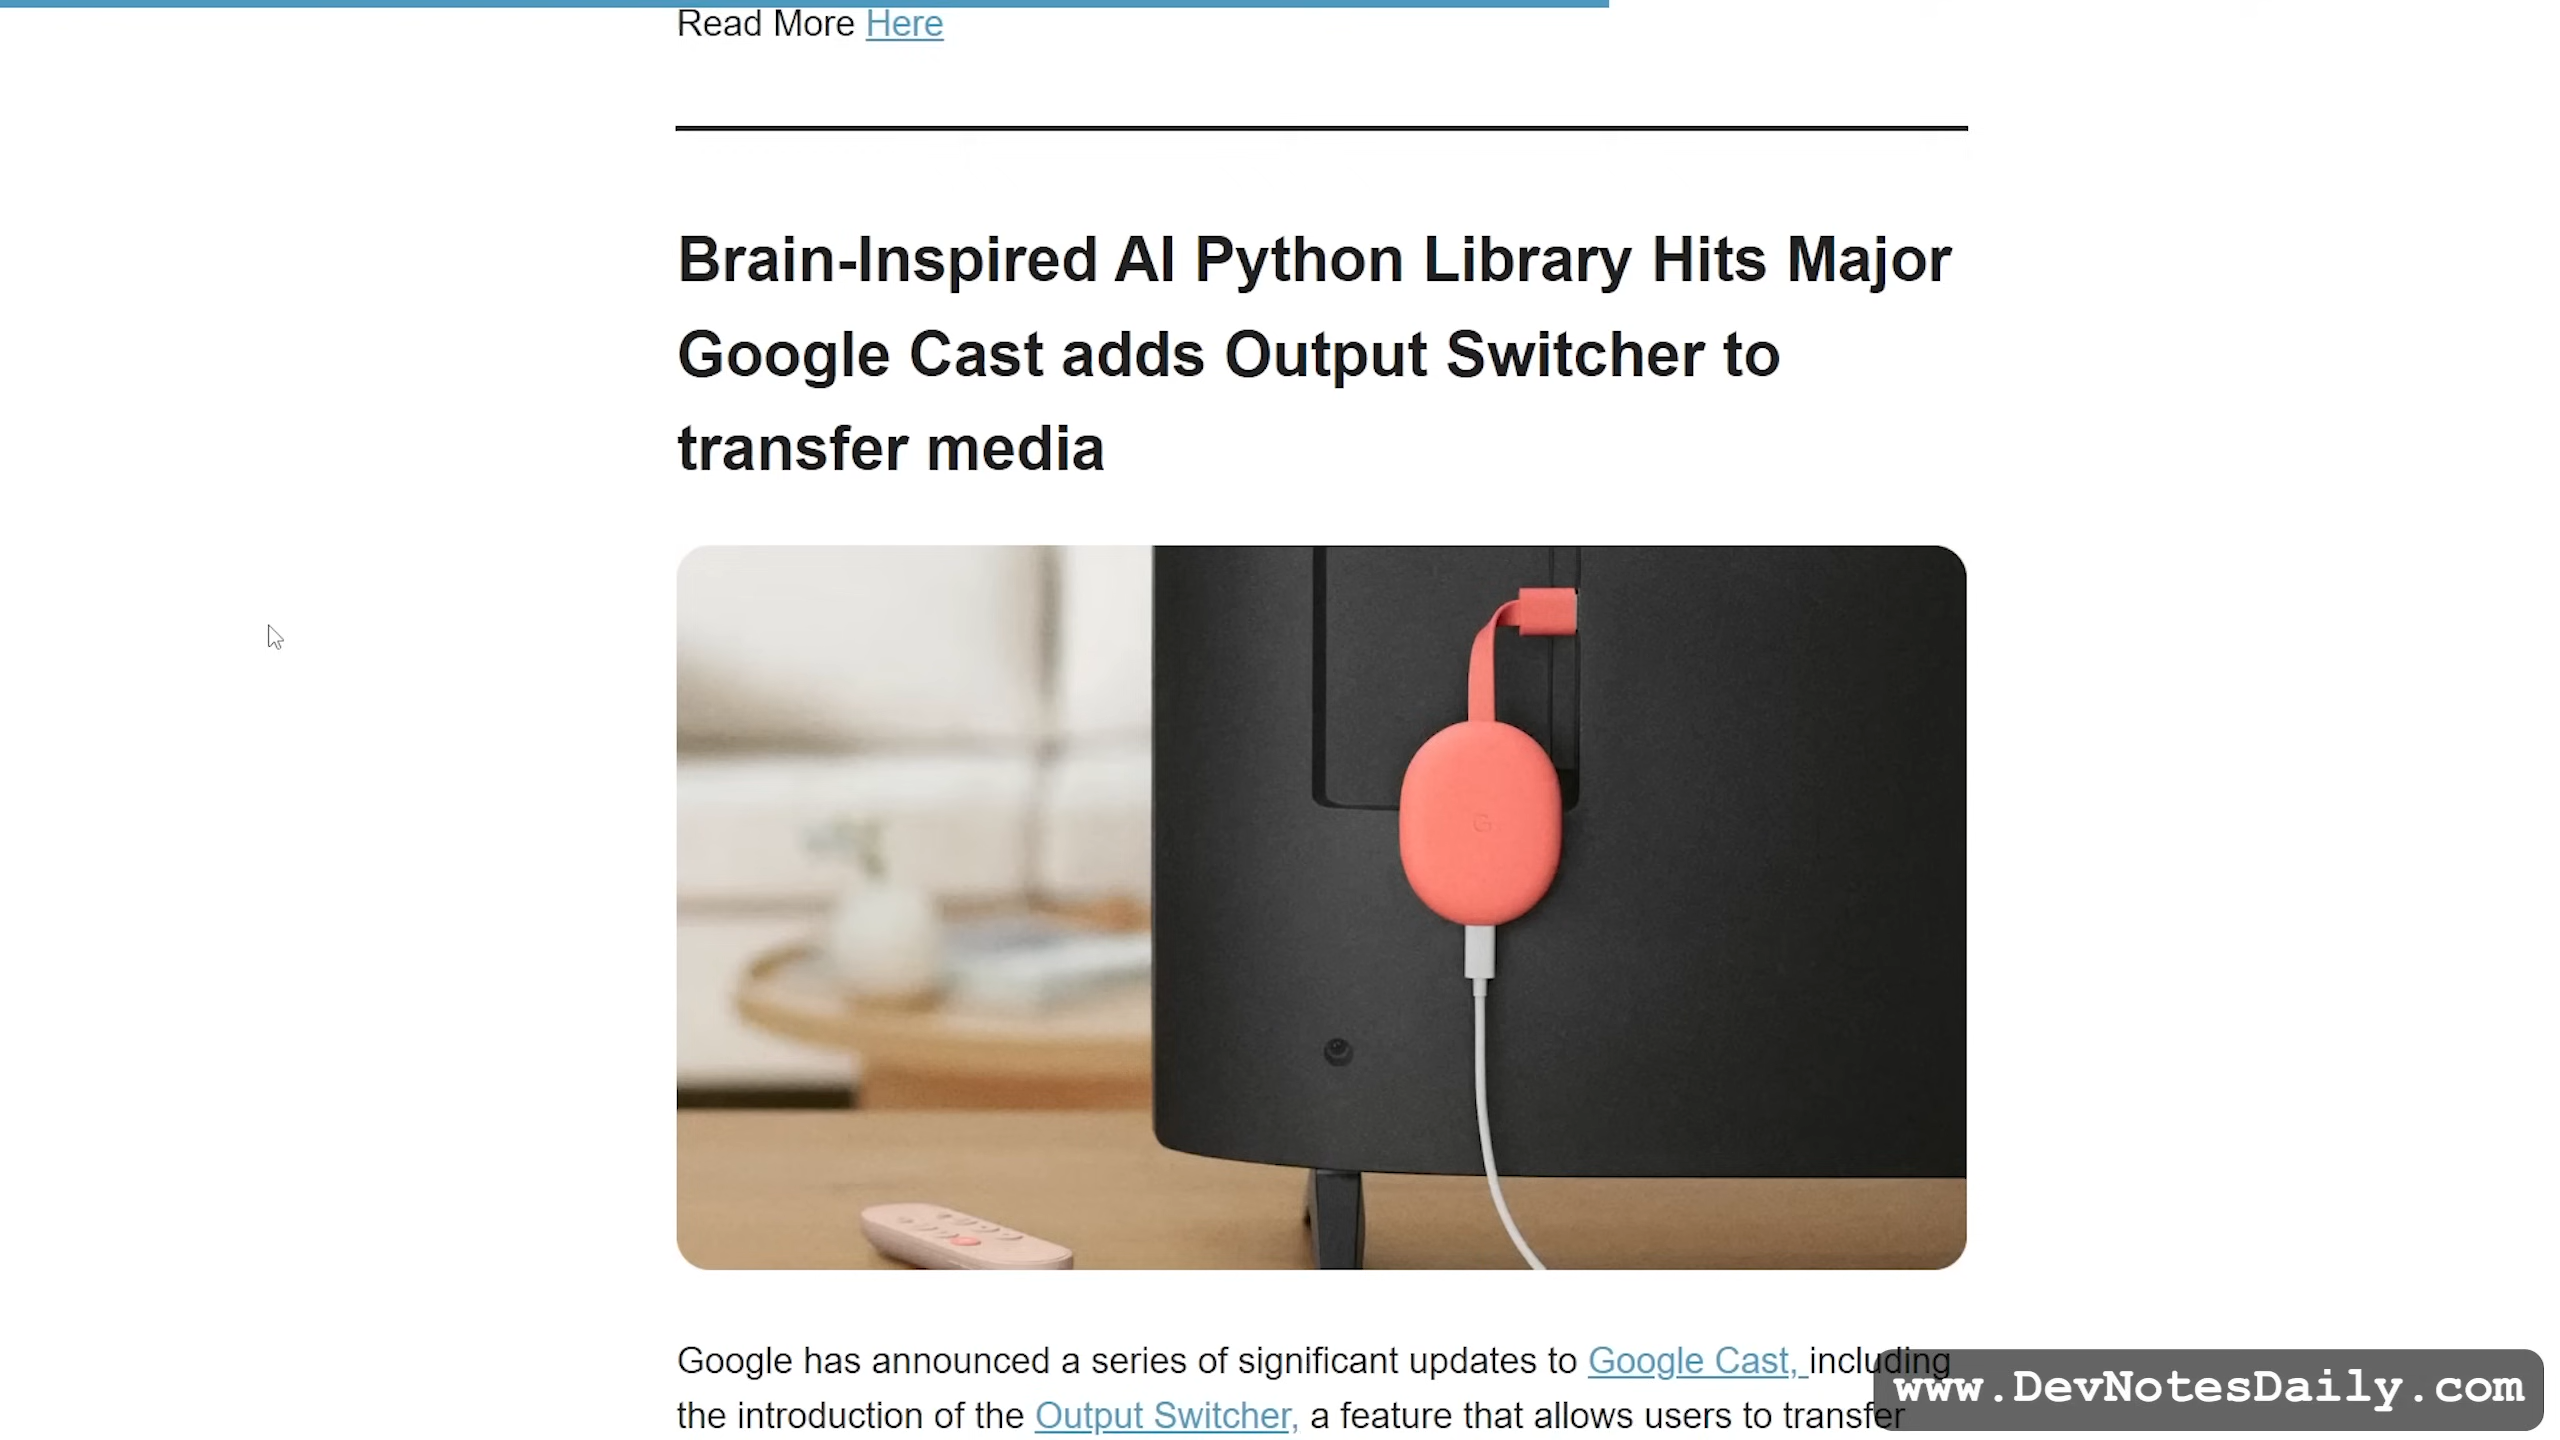 Read More Here
Brain-Inspired AI Python Library Hits Major
Google Cast adds Output Switcher to
transfer media
G
Google has announced a series of significant updates to Google Cast, including
the introduction of the Output Switcher, a feature that allows users to transfer
www.DevNotesDaily.com